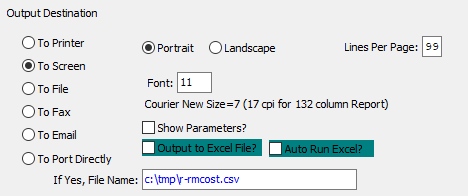 Output Destination
To Printer
Portrait
Landscape
Lines Per Page: 99
To Screen
To File
Font: 11
Courier New Size=7 (17 cpi for 132 column Report)
To Fax
Show Parameters?
To Email
Output to Excel File?
Auto Run Excel?
To Port Directly
If Yes, File Name: c:\tmp\r-rmcost.csv